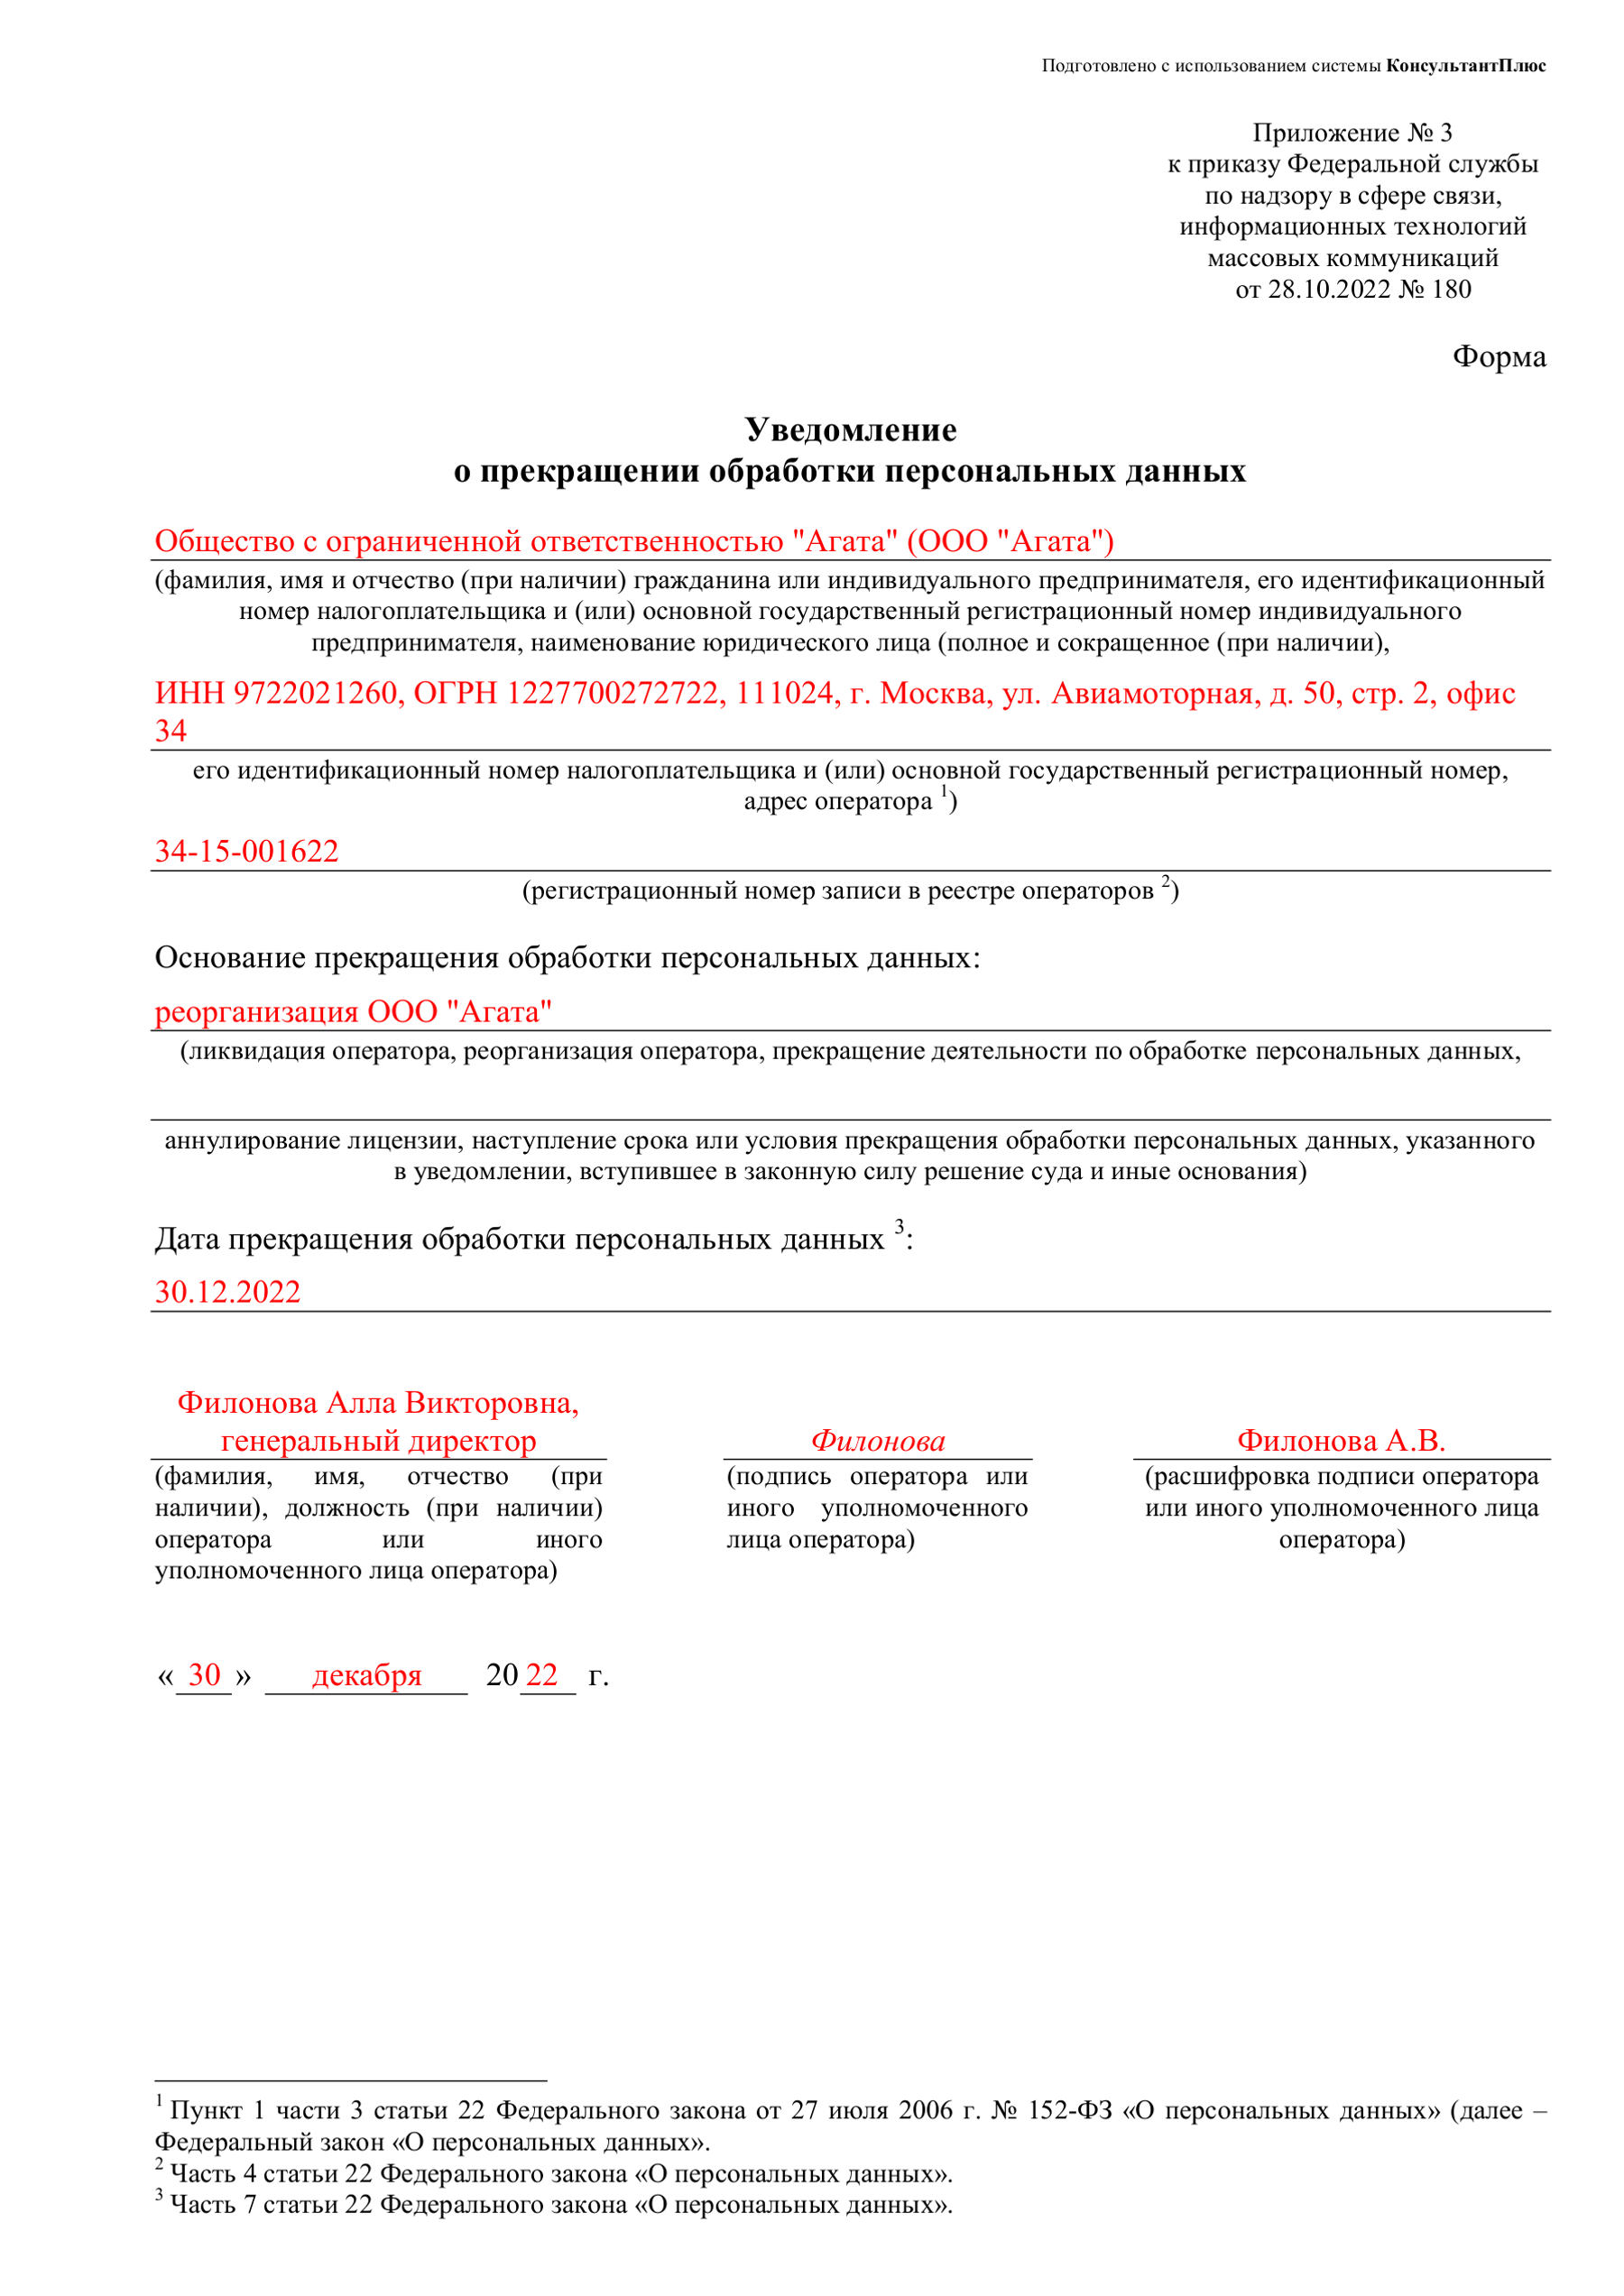 Подготовлено с использованием системы КонсультантПлюс
Приложение № 3
к приказу Федеральной службы
по надзору в сфере связи,
информационных технологий
массовых коммуникаций
от 28.10.2022 № 180
Форма
Уведомление
о прекращении обработки персональных данных
Общество с ограниченной ответственностью "Агата" (ООО "Агата")
(фамилия, имя и отчество (при наличии) гражданина или индивидуального предпринимателя, его идентификационный
номер налогоплательщика и (или) основной государственный регистрационный номер индивидуального
предпринимателя, наименование юридического лица (полное и сокращенное (при наличии),
ИНН 9722021260, ОГРН 1227700272722, 111024, г. Москва, ул. Авиамоторная, д. 50, стр. 2, офис
34
его идентификационный номер налогоплательщика и (или) основной государственный регистрационный номер,
адрес оператора 1)
34-15-001622
(регистрационный номер записи в реестре операторов 2)
Основание прекращения обработки персональных данных:
реорганизация ООО "Агата"
(ликвидация оператора, реорганизация оператора, прекращение деятельности по обработке персональных данных,
аннулирование лицензии, наступление срока или условия прекращения обработки персональных данных, указанного
в уведомлении, вступившее в законную силу решение суда и иные основания)
Дата прекращения обработки персональных данных 3:
30.12.2022
Филонова Алла Викторовна,
генеральный директор
(фамилия, имя, отчество (при
наличии), должность (при наличии)
оператора или иного
уполномоченного лица оператора)
Филонова
(подпись оператора или
иного уполномоченного
лица оператора)
Филонова А.В.
(расшифровка подписи оператора
или иного уполномоченного лица
оператора)
« 30 » декабря 20 22 г.
1 Пункт 1 части 3 статьи 22 Федерального закона от 27 июля 2006 г. № 152-ФЗ «О персональных данных» (далее –
Федеральный закон «О персональных данных».
2 Часть 4 статьи 22 Федерального закона «О персональных данных».
3 Часть 7 статьи 22 Федерального закона «О персональных данных».